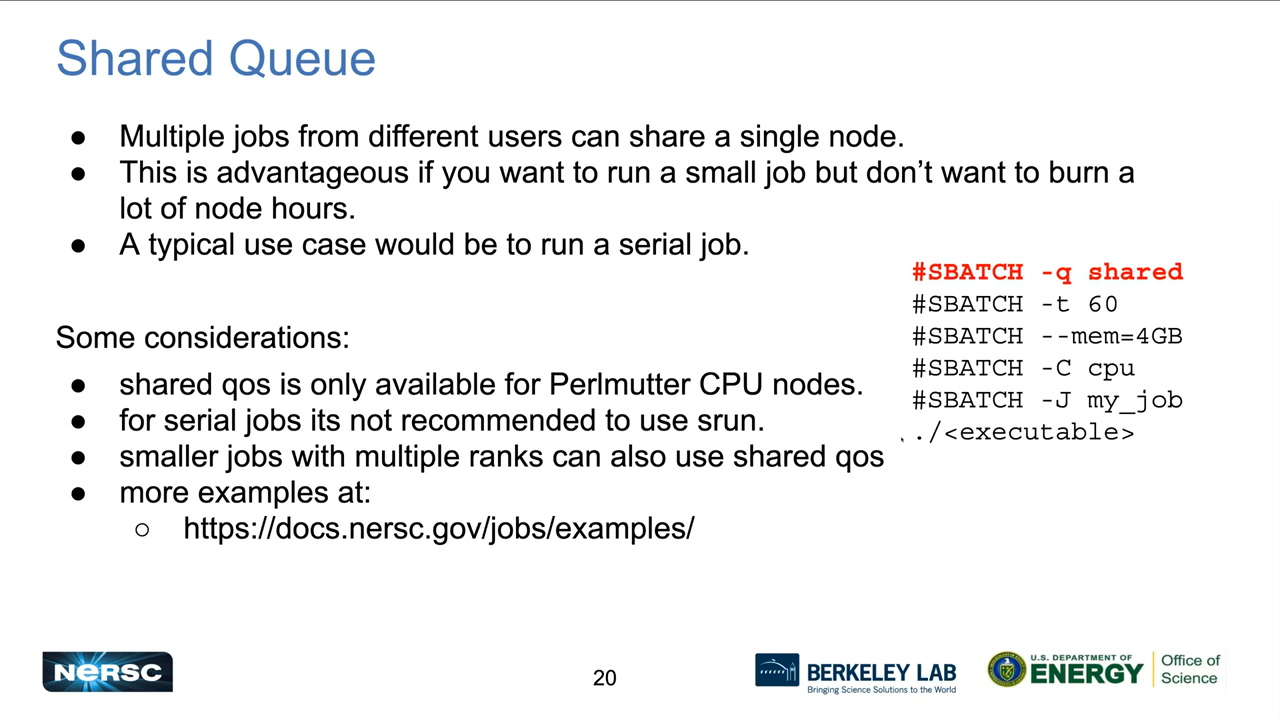 Shared Queue
● Multiple jobs from different users can share a single node.
● This is advantageous if you want to run a small job but don’t want to burn a
lot of node hours.
● A typical use case would be to run a serial job.
#SBATCH -q shared
#SBATCH -t 60
#SBATCH --mem=4GB
#SBATCH -C cpu
#SBATCH -J my_job
./<executable>
Some considerations:
● shared qos is only available for Perlmutter CPU nodes.
● for serial jobs its not recommended to use srun.
● smaller jobs with multiple ranks can also use shared qos
● more examples at:
○ https://docs.nersc.gov/jobs/examples/
NERSC
20
BERKELEY LAB
Bringing Science Solutions to the World
U.S. DEPARTMENT OF
ENERGY
Office of
Science